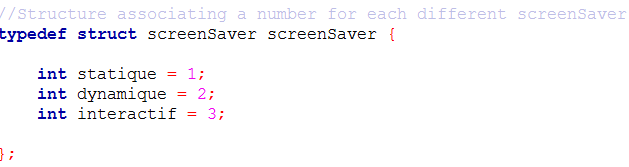 //Structure associating a number for each different screenSaver
typedef struct screenSaver screenSaver {
int statique = 1;
int dynamique = 2;
int interactif = 3;
};